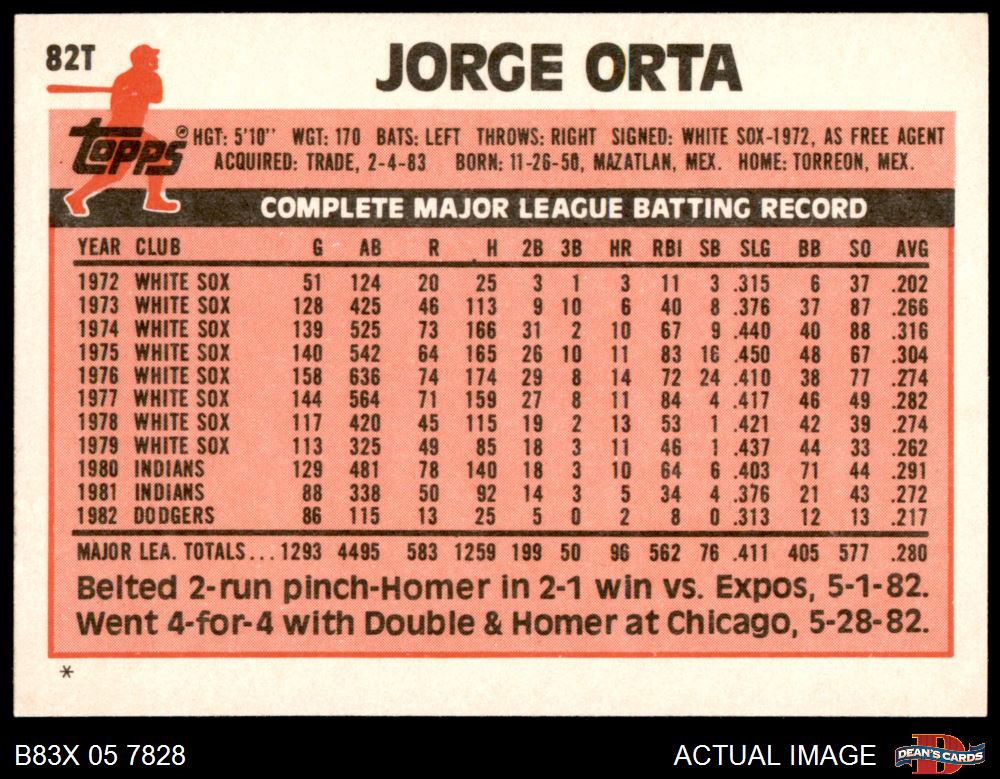 82T
JORGE ORTA
topps® HGT: 5'10" WGT: 170 BATS: LEFT THROWS: RIGHT SIGNED: WHITE SOX-1972, AS FREE AGENT
ACQUIRED: TRADE, 2-4-83 BORN: 11-26-50, MAZATLAN, MEX. HOME: TORREON, MEX.
COMPLETE MAJOR LEAGUE BATTING RECORD
YEAR CLUB G AB R H 2B 3B HR RBI SB SLG BB SO AVG
1972 WHITE SOX 51 124 20 25 3 1 3 11 3 .315 6 37 .202
1973 WHITE SOX 128 425 46 113 9 10 6 40 8 .376 37 87 .266
1974 WHITE SOX 139 525 73 166 31 2 10 67 9 .440 40 88 .316
1975 WHITE SOX 140 542 64 165 26 10 11 83 16 .450 48 67 .304
1976 WHITE SOX 158 636 74 174 29 8 14 72 24 .410 38 77 .274
1977 WHITE SOX 144 564 71 159 27 8 11 84 4 .417 46 49 .282
1978 WHITE SOX 117 420 45 115 19 2 13 53 1 .421 42 39 .274
1979 WHITE SOX 113 325 49 85 18 3 11 46 1 .437 44 33 .262
1980 INDIANS 129 481 78 140 18 3 10 64 6 .403 71 44 .291
1981 INDIANS 88 338 50 92 14 3 5 34 4 .376 21 43 .272
1982 DODGERS 86 115 13 25 5 0 2 8 0 .313 12 13 .217
MAJOR LEA. TOTALS...1293 4495 583 1259 199 50 96 562 76 .411 405 577 .280
Belted 2-run pinch-Homer in 2-1 win vs. Expos, 5-1-82.
Went 4-for-4 with Double & Homer at Chicago, 5-28-82.
*
B83X 05 7828
ACTUAL IMAGE
DEAN'S CARDS